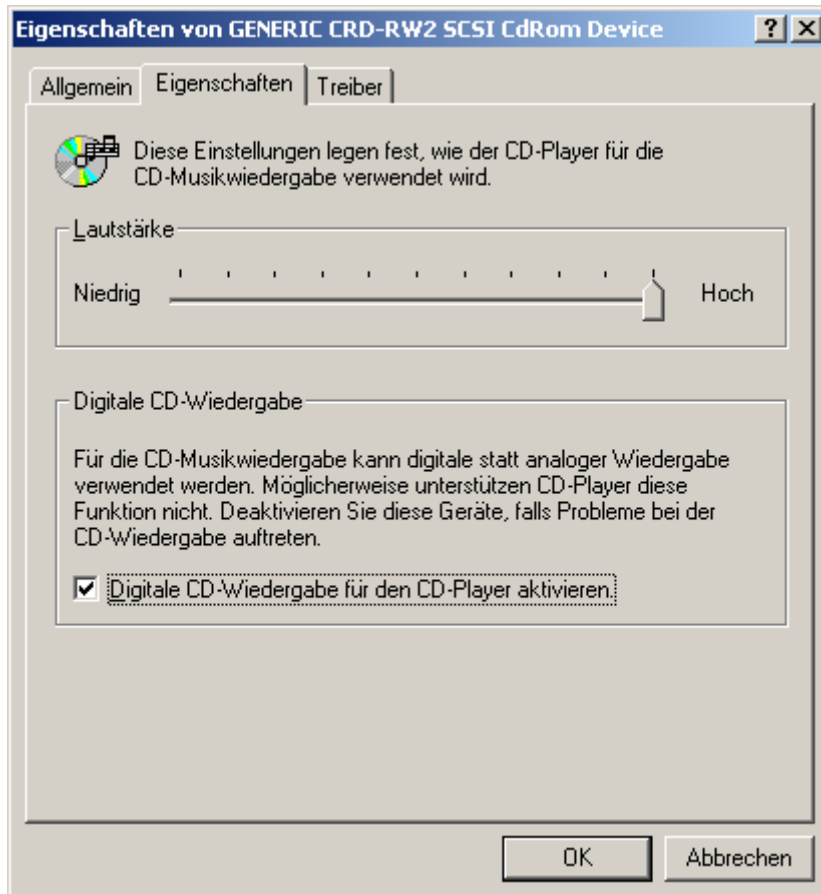 Eigenschaften von GENERIC CRD-RW2 SCSI CdRom Device
Allgemein Eigenschaften Treiber
Diese Einstellungen legen fest, wie der CD-Player für die
CD-Musikwiedergabe verwendet wird.
Lautstärke
Niedrig Hoch
Digitale CD-Wiedergabe
Für die CD-Musikwiedergabe kann digitale statt analoger Wiedergabe
verwendet werden. Möglicherweise unterstützen CD-Player diese
Funktion nicht. Deaktivieren Sie diese Geräte, falls Probleme bei der
CD-Wiedergabe auftreten.
Digitale CD-Wiedergabe für den CD-Player aktivieren.
OK Abbrechen